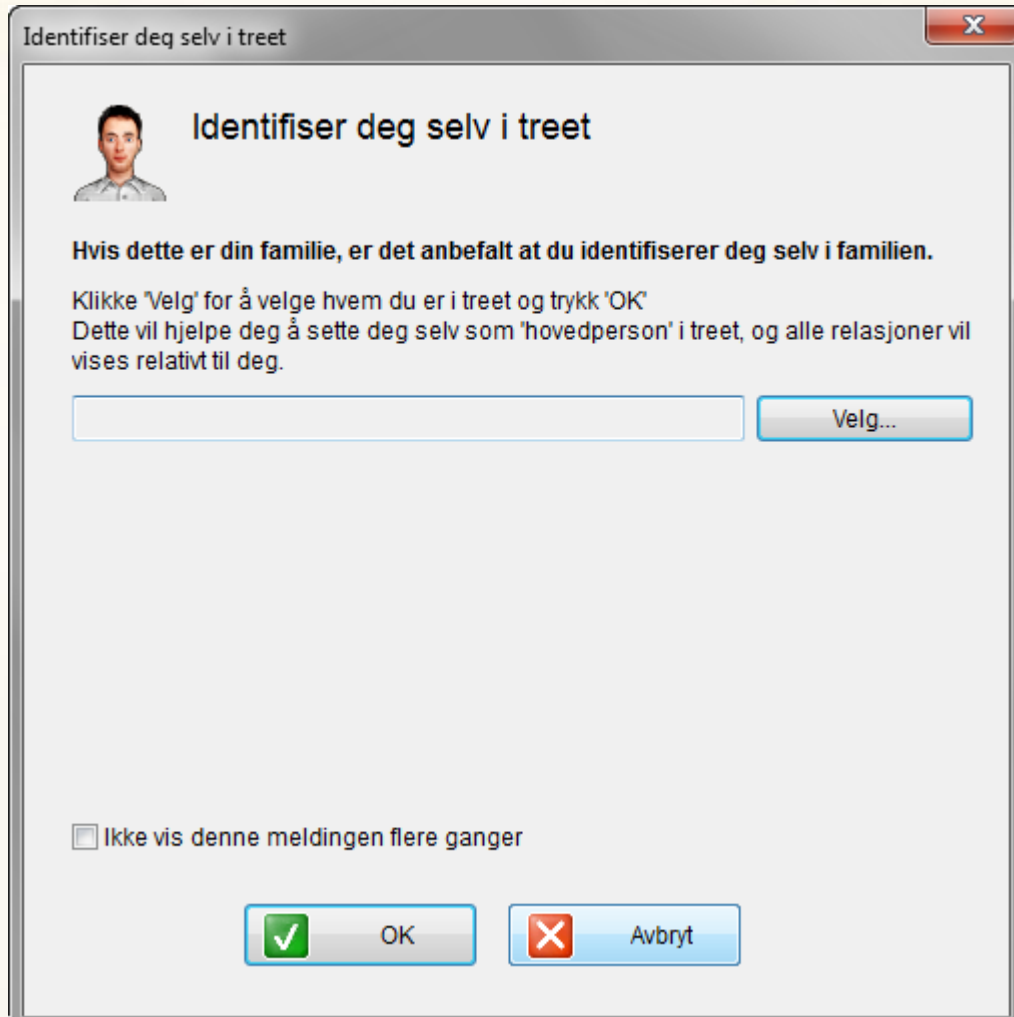 Identifiser deg selv i treet
Identifiser deg selv i treet
Hvis dette er din familie, er det anbefalt at du identifiserer deg selv i familien.
Klikke 'Velg' for å velge hvem du er i treet og trykk 'OK'
Dette vil hjelpe deg å sette deg selv som 'hovedperson' i treet, og alle relasjoner vil
vises relativt til deg.
Velg...
Ikke vis denne meldingen flere ganger
OK
Avbryt